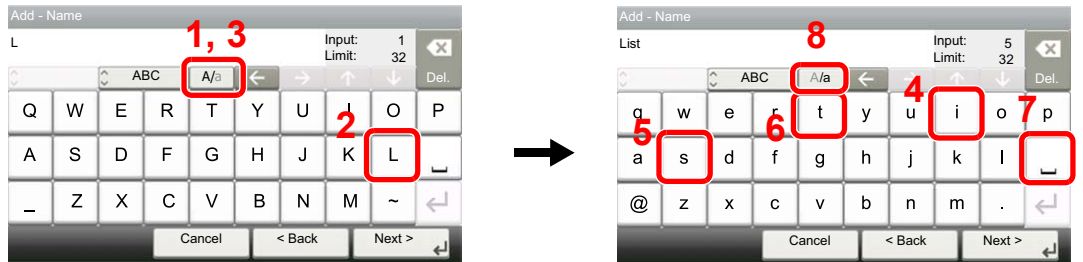 Add - Name
L
1, 3
Input: 1
Limit: 32
ABC A/a ← → ↑ ↓ Del.
Q W E R T Y U I O P
2
A S D F G H J K L ␣
_ Z X C V B N M ~
Cancel < Back Next >
Add - Name
List
8
Input: 5
Limit: 32
ABC A/a ← → ↑ ↓ Del.
4
q w e r t y u i o p
5 6 7
a s d f g h j k l ␣
@ z x c v b n m .
Cancel < Back Next >